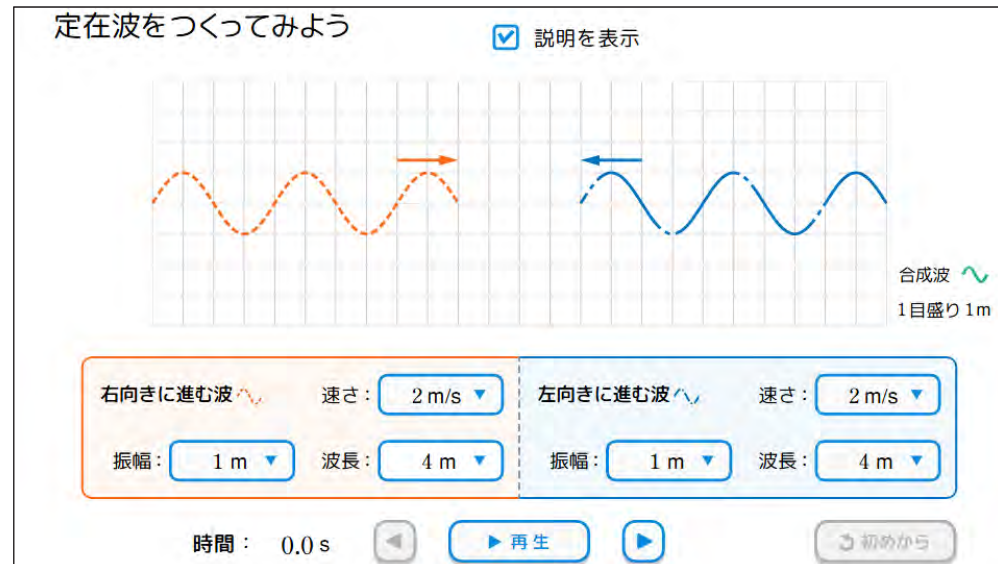 定在波をつくってみよう
説明を表示
合成波
1目盛り 1m
右向きに進む波 速さ： 2 m/s ▼
振幅： 1 m ▼ 波長： 4 m ▼
左向きに進む波 速さ： 2 m/s ▼
振幅： 1 m ▼ 波長： 4 m ▼
時間： 0.0 s
再生
初めから